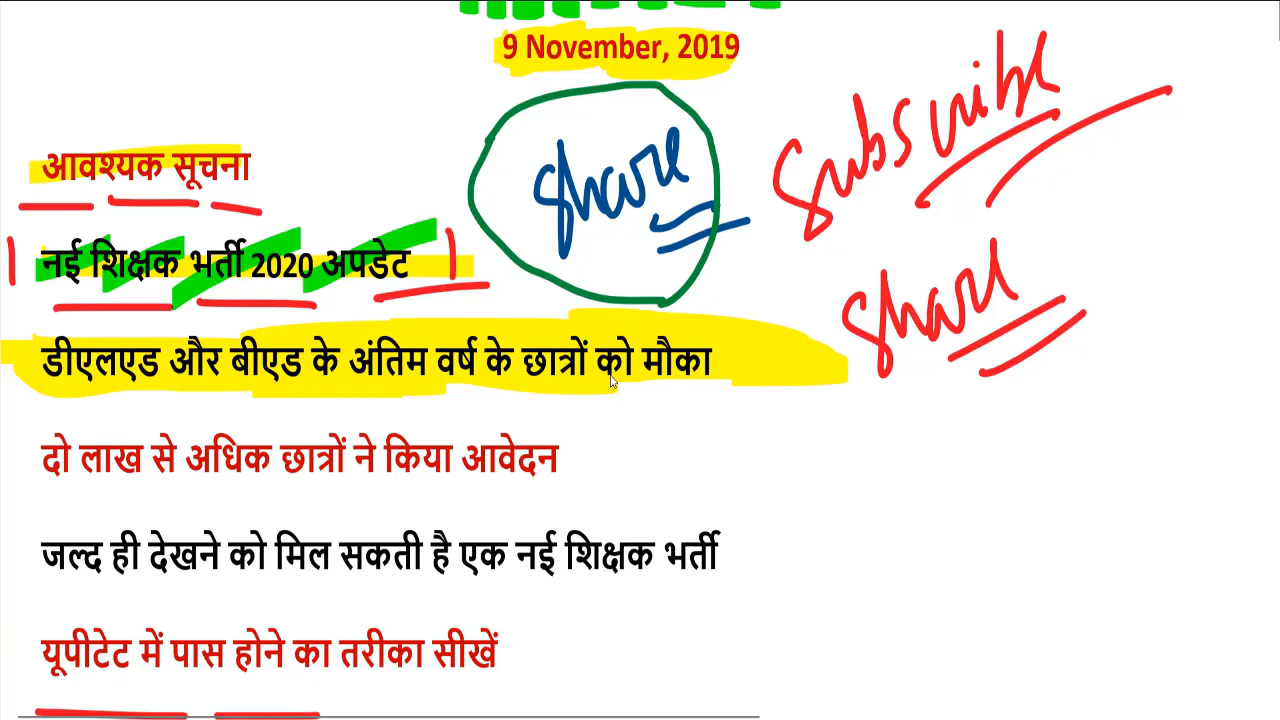 9 November, 2019
share
Subscribe
share
आवश्यक सूचना
नई शिक्षक भर्ती 2020 अपडेट
डीएलएड और बीएड के अंतिम वर्ष के छात्रों को मौका
दो लाख से अधिक छात्रों ने किया आवेदन
जल्द ही देखने को मिल सकती है एक नई शिक्षक भर्ती
यूपीटेट में पास होने का तरीका सीखें